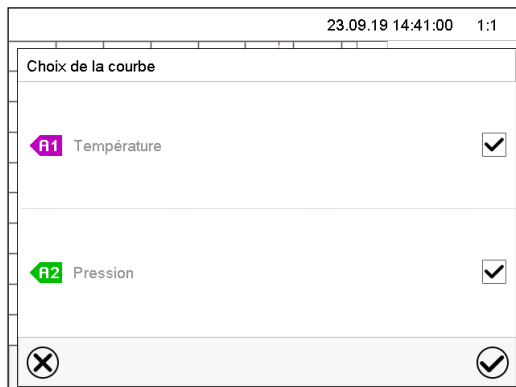 23.09.19 14:41:00 1:1
Choix de la courbe
A1 Température
A2 Pression